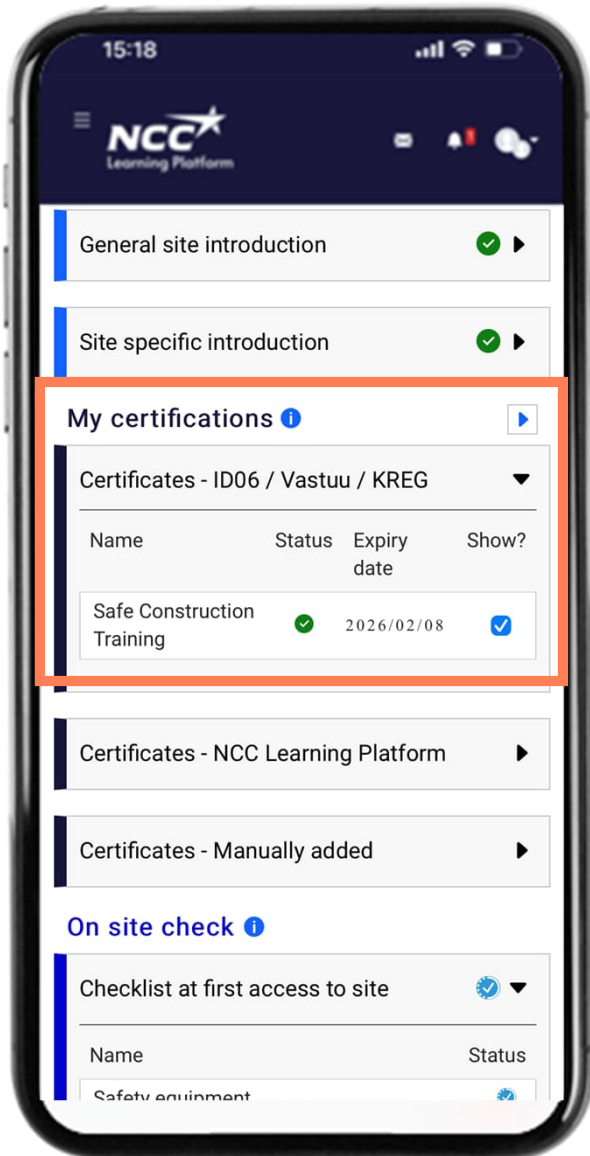 15:18
NCC
Learning Platform
General site introduction
Site specific introduction
My certifications
Certificates - ID06 / Vastuu / KREG
Name Status Expiry date Show?
Safe Construction Training 2026/02/08
Certificates - NCC Learning Platform
Certificates - Manually added
On site check
Checklist at first access to site
Name Status
Safety equipment